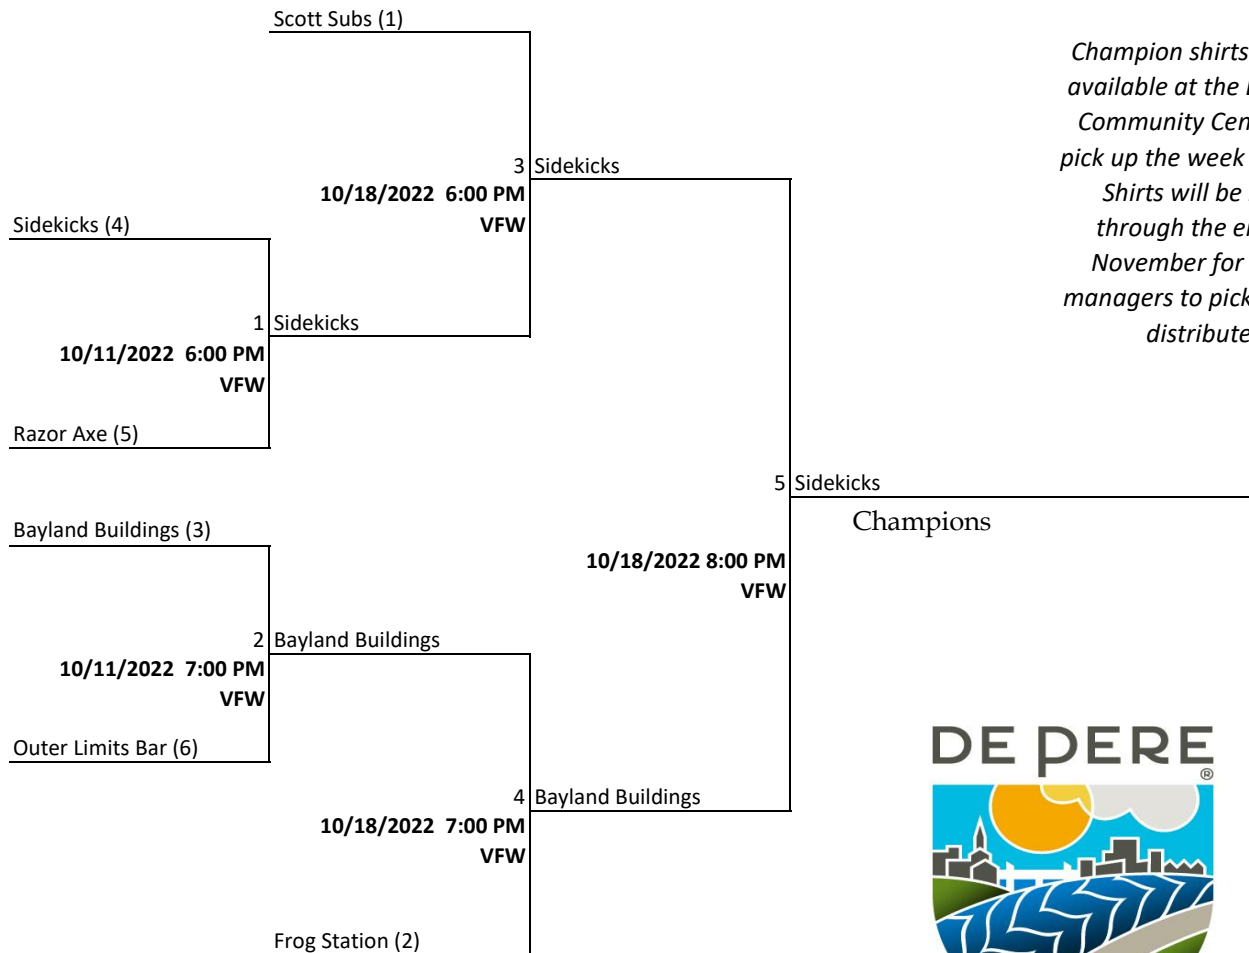 Scott Subs (1)
Champion shirts
available at the
Community Cen
pick up the week
Shirts will be
through the
November for
managers to pick
distribute
3 Sidekicks
10/18/2022 6:00 PM
VFW
Sidekicks (4)
1 Sidekicks
10/11/2022 6:00 PM
VFW
Razor Axe (5)
5 Sidekicks
Champions
10/18/2022 8:00 PM
VFW
Bayland Buildings (3)
2 Bayland Buildings
10/11/2022 7:00 PM
VFW
Outer Limits Bar (6)
4 Bayland Buildings
10/18/2022 7:00 PM
VFW
Frog Station (2)
DE PERE
®